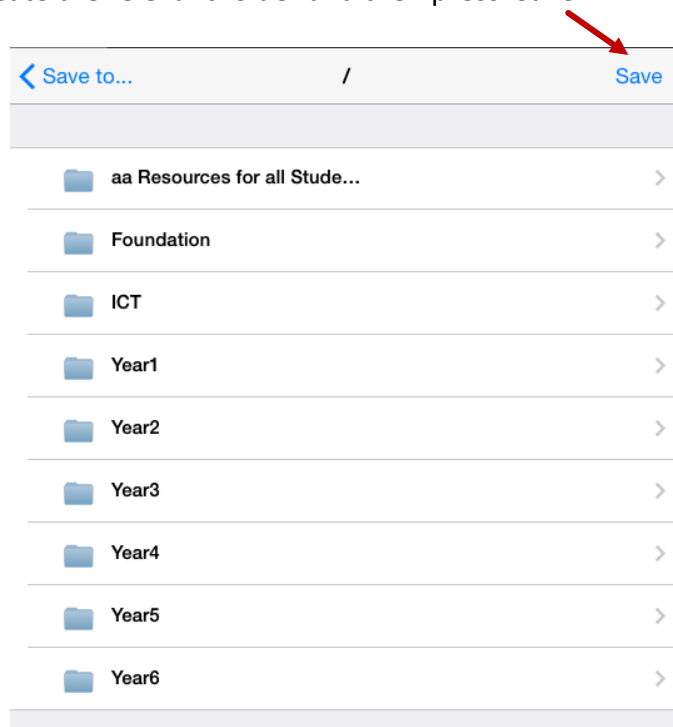 Save to... / Save
aa Resources for all Stude...
Foundation
ICT
Year1
Year2
Year3
Year4
Year5
Year6